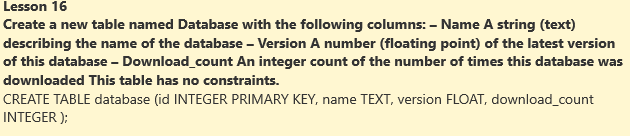 Lesson 16
Create a new table named Database with the following columns: – Name A string (text)
describing the name of the database – Version A number (floating point) of the latest version
of this database – Download_count An integer count of the number of times this database was
downloaded This table has no constraints.
CREATE TABLE database (id INTEGER PRIMARY KEY, name TEXT, version FLOAT, download_count
INTEGER );